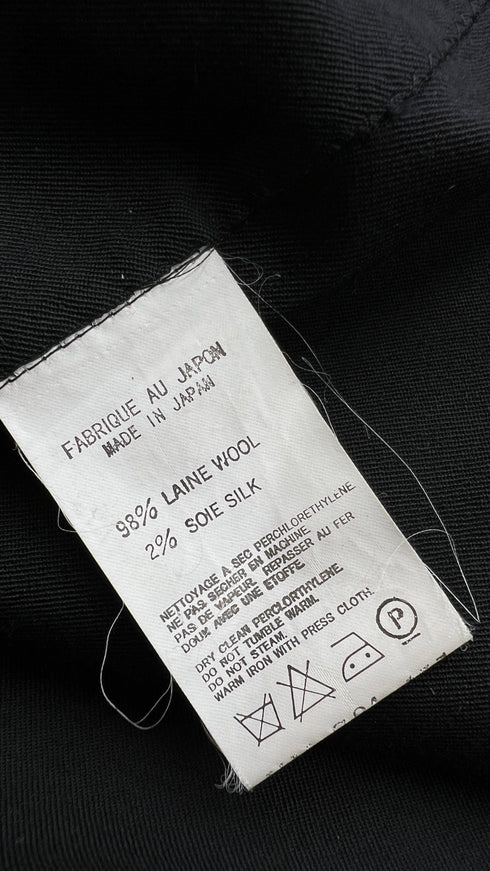 FABRIQUE AU JAPON
MADE IN JAPAN
98% LAINE WOOL
2% SOIE SILK
NETTOYAGE A SEC PERCHLORETHYLENE
NE PAS SECHER EN MACHINE
PAS DE VAPEUR. REPASSER AU FER
DOUX AVEC UNE ETOFFE
DRY CLEAN PERCLORTHYLENE
DO NOT TUMBLE WARM.
DO NOT STEAM.
WARM IRON WITH PRESS CLOTH.
P